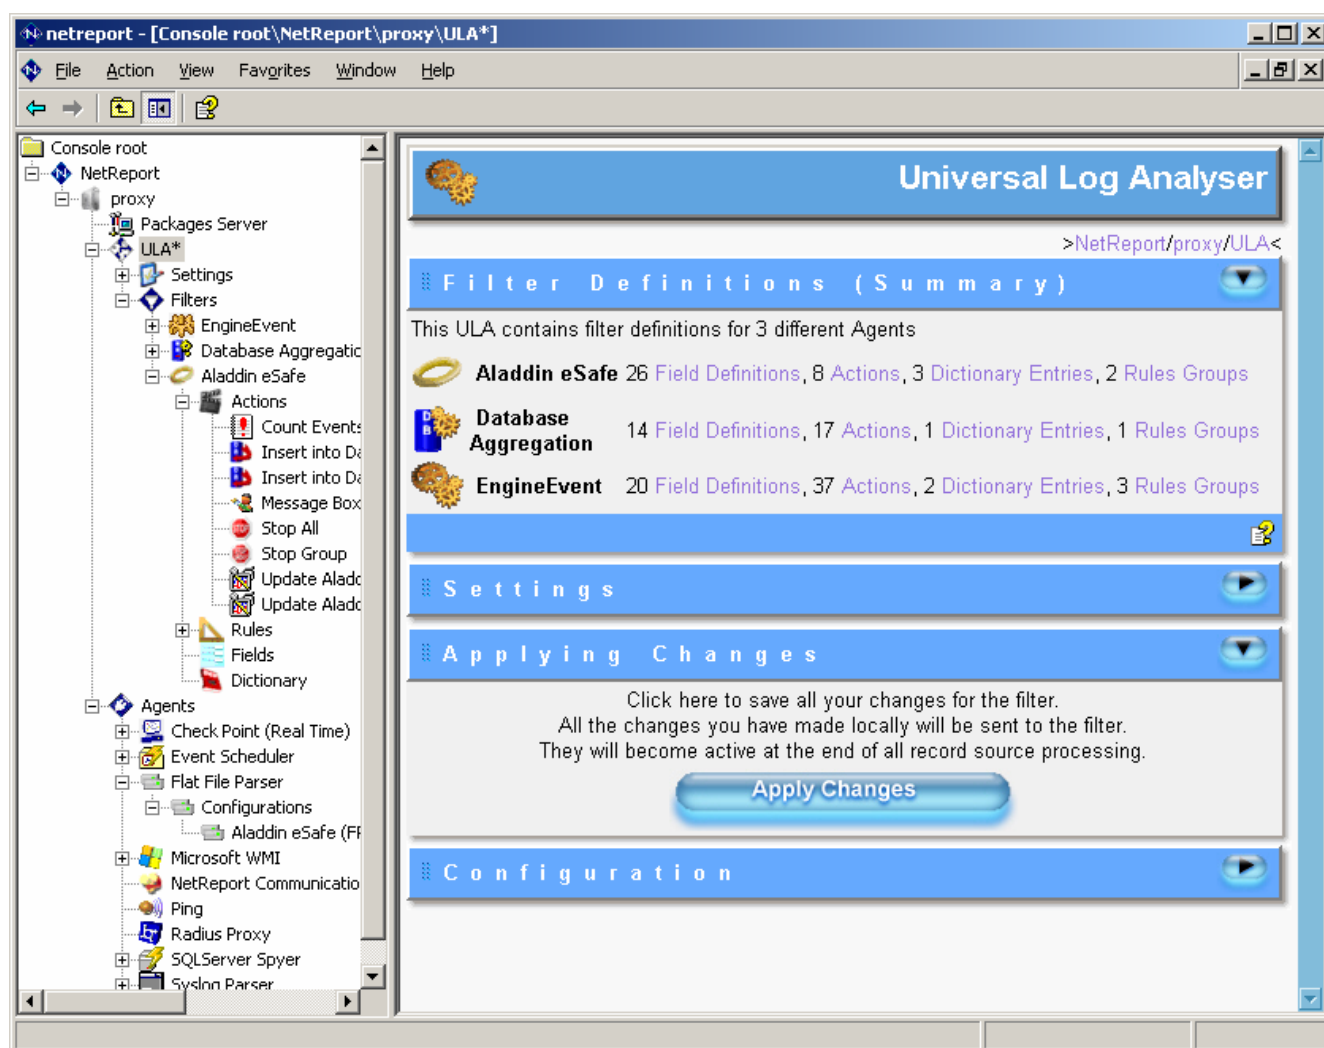 netreport - [Console root\NetReport\proxy\ULA*]
File Action View Favorites Window Help
Console root
NetReport
proxy
Packages Server
ULA*
Settings
Filters
EngineEvent
Database Aggregatic
Aladdin eSafe
Actions
Count Events
Insert into Da
Insert into Da
Message Box
Stop All
Stop Group
Update Aladd
Update Aladd
Rules
Fields
Dictionary
Agents
Check Point (Real Time)
Event Scheduler
Flat File Parser
Configurations
Aladdin eSafe (FF
Microsoft WMI
NetReport Communicatio
Ping
Radius Proxy
SQLServer Spyer
Syslog Parser
Universal Log Analyser
>NetReport/proxy/ULA<
Filter Definitions (Summary)
This ULA contains filter definitions for 3 different Agents
Aladdin eSafe 26 Field Definitions, 8 Actions, 3 Dictionary Entries, 2 Rules Groups
Database Aggregation 14 Field Definitions, 17 Actions, 1 Dictionary Entries, 1 Rules Groups
EngineEvent 20 Field Definitions, 37 Actions, 2 Dictionary Entries, 3 Rules Groups
Settings
Applying Changes
Click here to save all your changes for the filter.
All the changes you have made locally will be sent to the filter.
They will become active at the end of all record source processing.
Apply Changes
Configuration